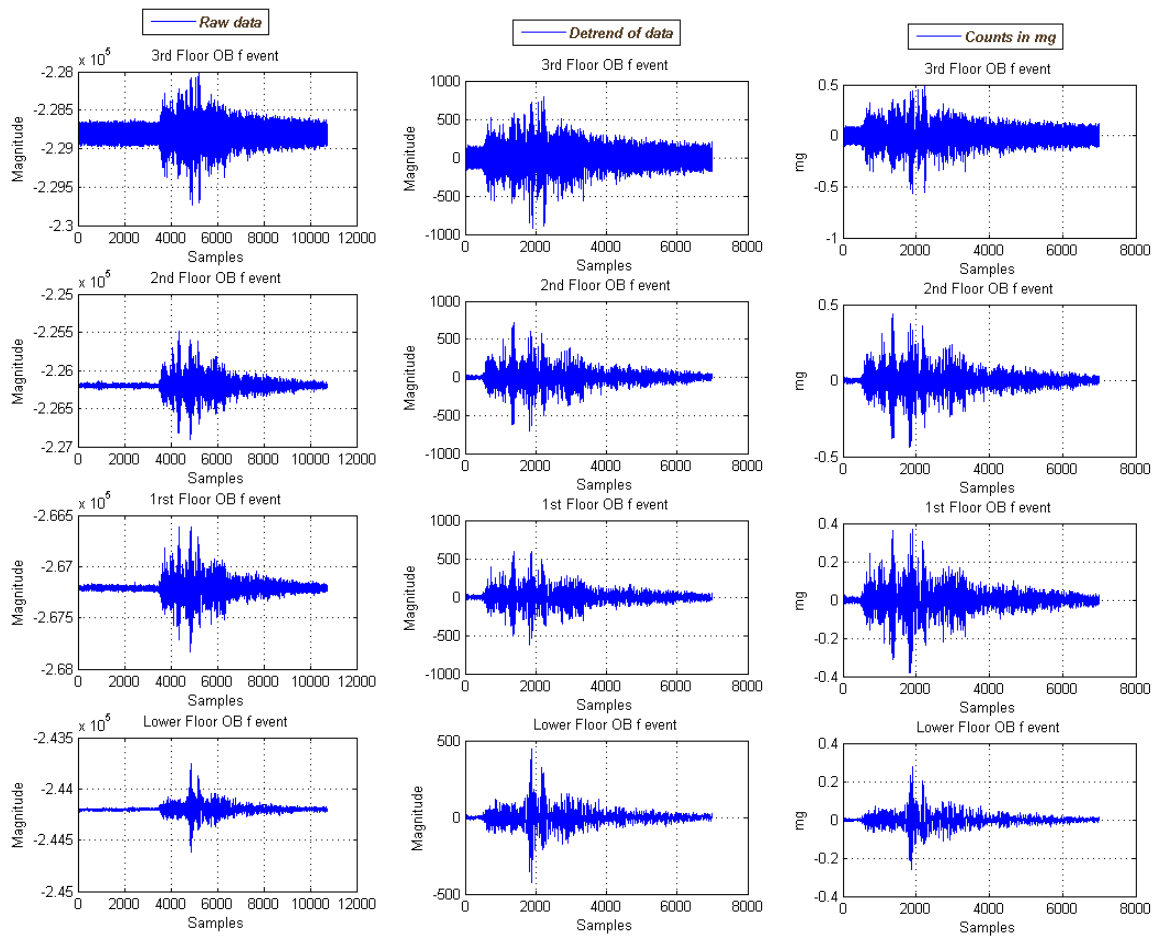 Raw data
Detrend of data
Counts in mg
x 10^5
3rd Floor OB f event
-2.28
-2.285
-2.29
-2.295
-2.3
Magnitude
0 2000 4000 6000 8000 10000 12000
Samples
3rd Floor OB f event
1000
500
0
-500
-1000
Magnitude
0 2000 4000 6000 8000
Samples
3rd Floor OB f event
0.5
0
-0.5
-1
mg
0 2000 4000 6000 8000
Samples
x 10^5
2nd Floor OB f event
-2.25
-2.255
-2.26
-2.265
-2.27
Magnitude
0 2000 4000 6000 8000 10000 12000
Samples
2nd Floor OB f event
1000
500
0
-500
-1000
Magnitude
0 2000 4000 6000 8000
Samples
2nd Floor OB f event
0.5
0
-0.5
mg
0 2000 4000 6000 8000
Samples
x 10^5
1rst Floor OB f event
-2.665
-2.67
-2.675
-2.68
Magnitude
0 2000 4000 6000 8000 10000 12000
Samples
1st Floor OB f event
1000
500
0
-500
-1000
Magnitude
0 2000 4000 6000 8000
Samples
1st Floor OB f event
0.4
0.2
0
-0.2
-0.4
mg
0 2000 4000 6000 8000
Samples
x 10^5
Lower Floor OB f event
-2.435
-2.44
-2.445
-2.45
Magnitude
0 2000 4000 6000 8000 10000 12000
Samples
Lower Floor OB f event
500
0
-500
Magnitude
0 2000 4000 6000 8000
Samples
Lower Floor OB f event
0.4
0.2
0
-0.2
-0.4
mg
0 2000 4000 6000 8000
Samples